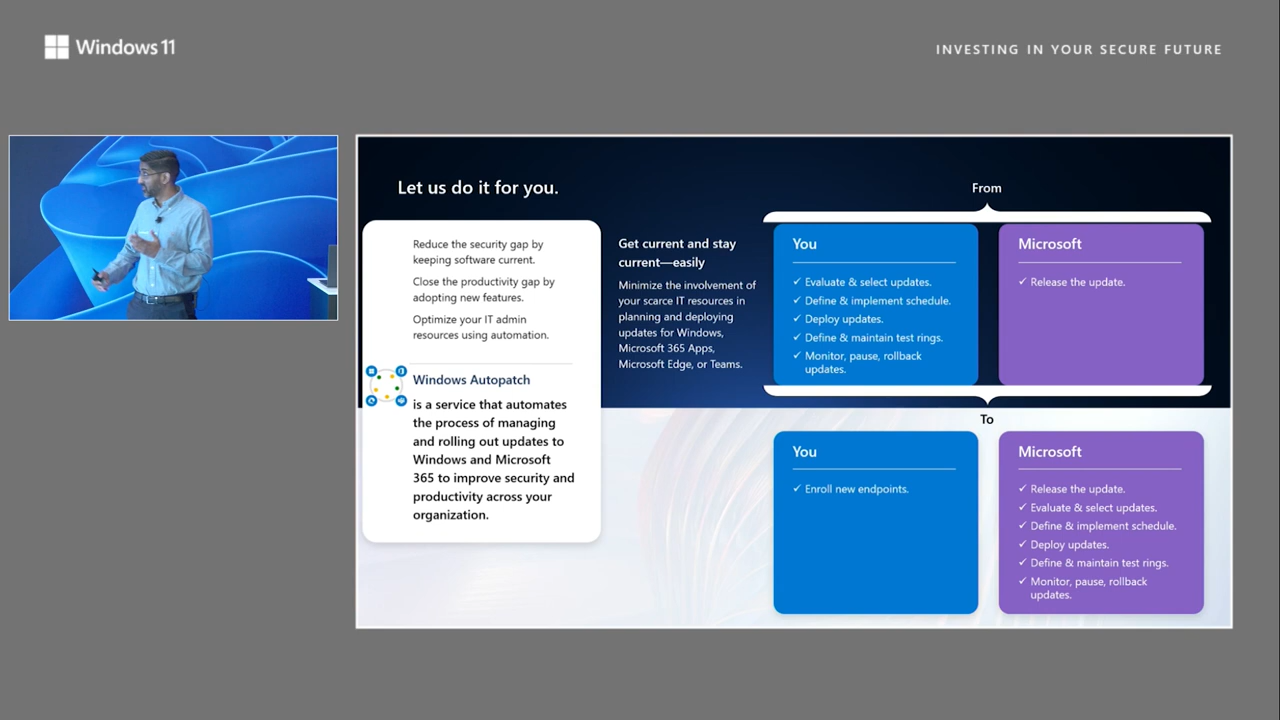 Windows 11
INVESTING IN YOUR SECURE FUTURE
Let us do it for you.
Reduce the security gap by
keeping software current.
Close the productivity gap by
adopting new features.
Optimize your IT admin
resources using automation.
Windows Autopatch
is a service that automates
the process of managing
and rolling out updates to
Windows and Microsoft
365 to improve security and
productivity across your
organization.
Get current and stay
current—easily
Minimize the involvement of
your scarce IT resources in
planning and deploying
updates for Windows,
Microsoft 365 Apps,
Microsoft Edge, or Teams.
From
You
✓ Evaluate & select updates.
✓ Define & implement schedule.
✓ Deploy updates.
✓ Define & maintain test rings.
✓ Monitor, pause, rollback
updates.
Microsoft
✓ Release the update.
To
You
✓ Enroll new endpoints.
Microsoft
✓ Release the update.
✓ Evaluate & select updates.
✓ Define & implement schedule.
✓ Deploy updates.
✓ Define & maintain test rings.
✓ Monitor, pause, rollback
updates.